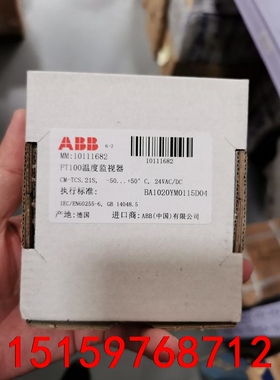 ABB 6-2
MM:10111682
10111682
PT100温度监视器
CM-TCS.21S, -50...+50° C, 24VAC/DC
执行标准: BA1020YM0115D04
IEC/EN60255-6, GB 14048.5
产地:德国 进口商:ABB(中国)有限公司
15159768712